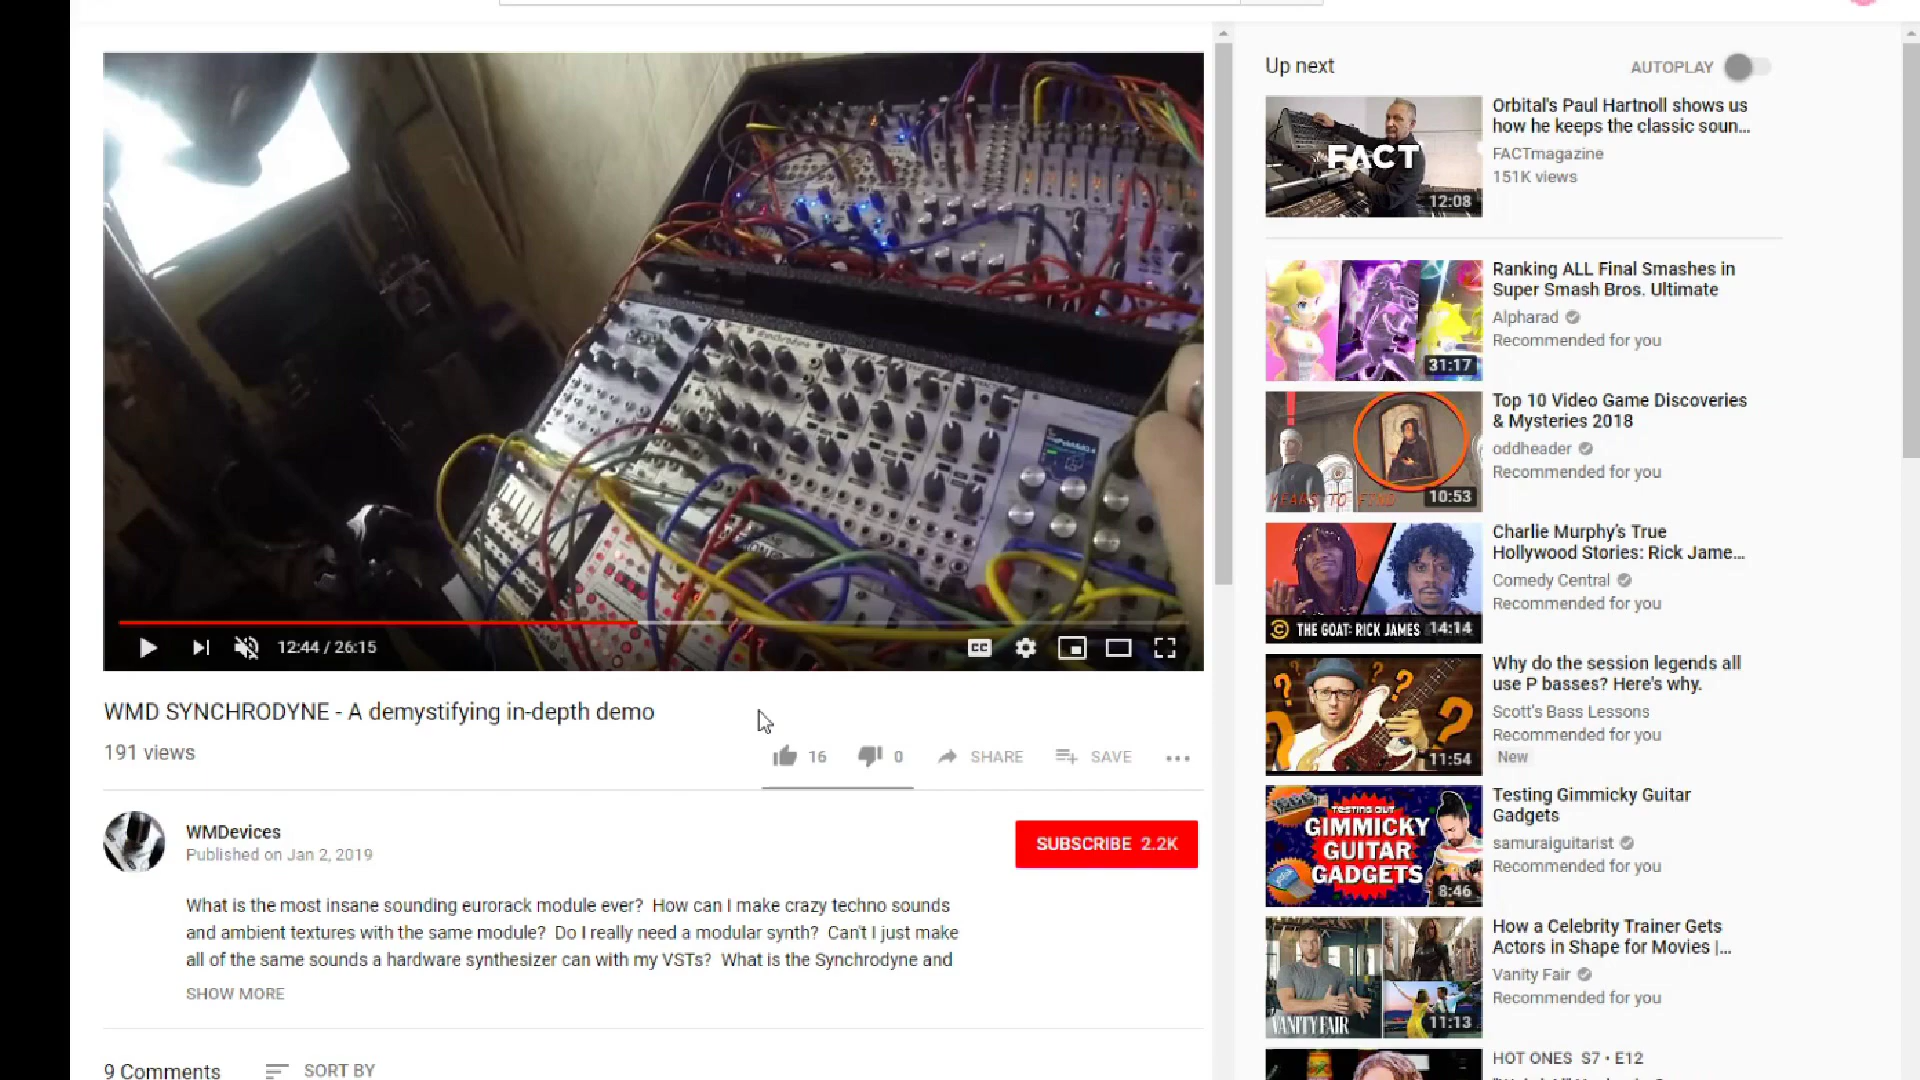 12:44 / 26:15
CC
WMD SYNCHRODYNE - A demystifying in-depth demo
191 views
16
0
SHARE
SAVE
WMDevices
Published on Jan 2, 2019
SUBSCRIBE 2.2K
What is the most insane sounding eurorack module ever? How can I make crazy techno sounds
and ambient textures with the same module? Do I really need a modular synth? Can't I just make
all of the same sounds a hardware synthesizer can with my VSTs? What is the Synchrodyne and
SHOW MORE
9 Comments
SORT BY
Up next
AUTOPLAY
FACT
12:08
Orbital's Paul Hartnoll shows us
how he keeps the classic soun...
FACTmagazine
151K views
31:17
Ranking ALL Final Smashes in
Super Smash Bros. Ultimate
Alpharad
Recommended for you
YEARS TO FIND
10:53
Top 10 Video Game Discoveries
& Mysteries 2018
oddheader
Recommended for you
THE GOAT: RICK JAMES
14:14
Charlie Murphy's True
Hollywood Stories: Rick Jame...
Comedy Central
Recommended for you
11:54
Why do the session legends all
use P basses? Here's why.
Scott's Bass Lessons
Recommended for you
New
TESTING OUT
GIMMICKY
GUITAR
GADGETS
8:46
Testing Gimmicky Guitar
Gadgets
samuraiguitarist
Recommended for you
VANITY FAIR
11:13
How a Celebrity Trainer Gets
Actors in Shape for Movies |...
Vanity Fair
Recommended for you
HOT ONES S7 • E12